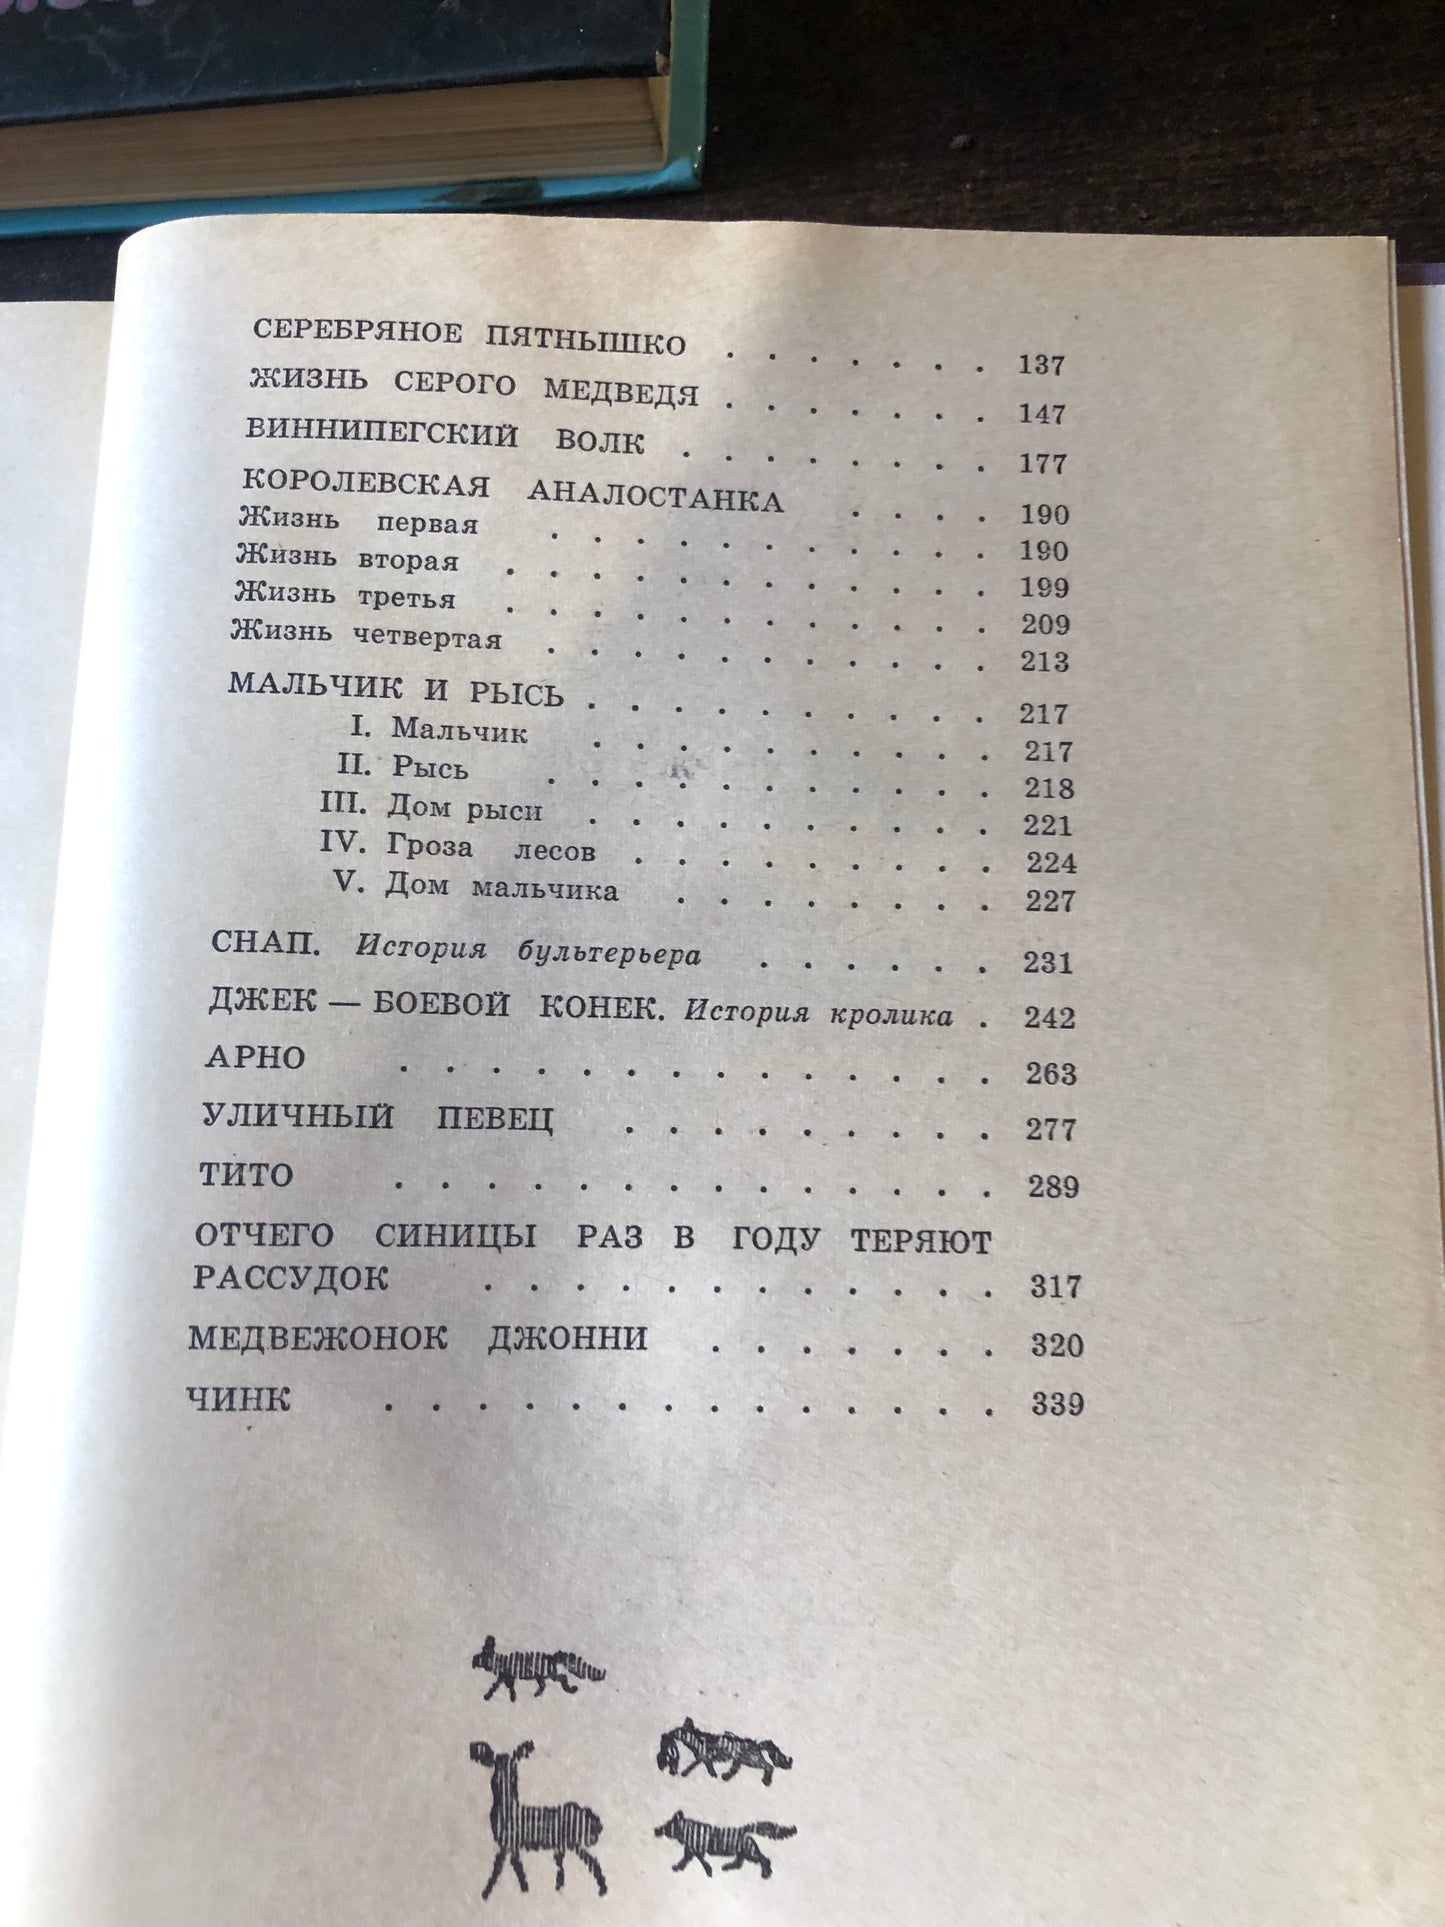 СЕРЕБРЯНОЕ ПЯТНЫШКО . . . . . . . 137
ЖИЗНЬ СЕРОГО МЕДВЕДЯ . . . . . . . 147
ВИННИПЕГСКИЙ ВОЛК . . . . . . . . 177
КОРОЛЕВСКАЯ АНАЛОСТАНКА . . . . 190
Жизнь первая . . . . . . . . . . . 190
Жизнь вторая . . . . . . . . . . . . 199
Жизнь третья . . . . . . . . . . . . 209
Жизнь четвертая . . . . . . . . . . . 213
МАЛЬЧИК И РЫСЬ . . . . . . . . . . 217
I. Мальчик . . . . . . . . . . 217
II. Рысь . . . . . . . . . . . 218
III. Дом рыси . . . . . . . . . . 221
IV. Гроза лесов . . . . . . . . . 224
V. Дом мальчика . . . . . . . . 227
СНАП. История бультерьера . . . . . . 231
ДЖЕК — БОЕВОЙ КОНЕК. История кролика . 242
АРНО . . . . . . . . . . . . . . 263
УЛИЧНЫЙ ПЕВЕЦ . . . . . . . . . 277
ТИТО . . . . . . . . . . . . . . 289
ОТЧЕГО СИНИЦЫ РАЗ В ГОДУ ТЕРЯЮТ
РАССУДОК . . . . . . . . . . . . 317
МЕДВЕЖОНОК ДЖОННИ . . . . . . . 320
ЧИНК . . . . . . . . . . . . . . 339